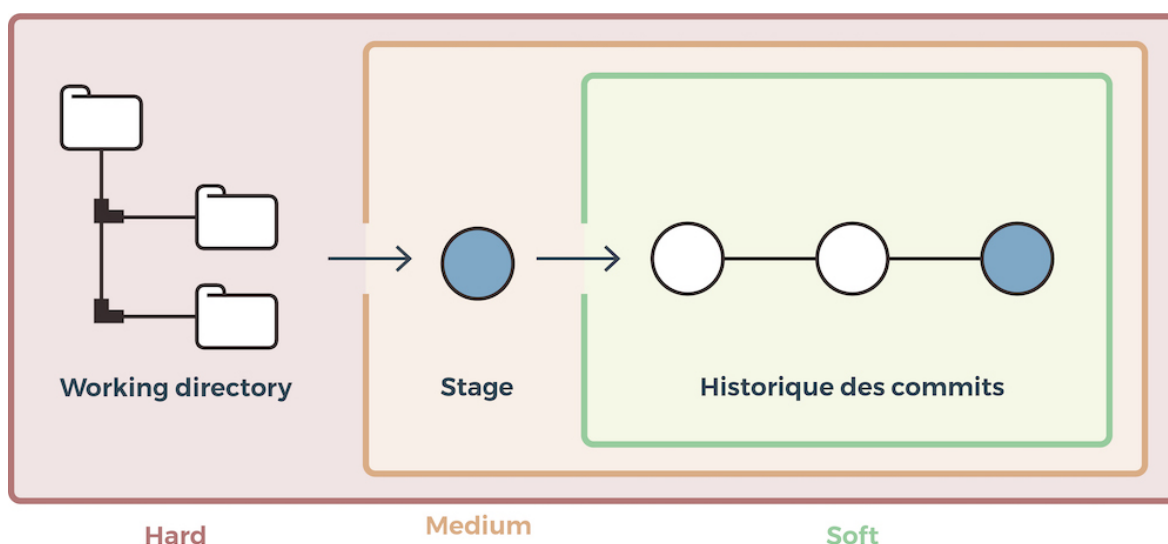 Working directory
Stage
Historique des commits
Hard
Medium
Soft